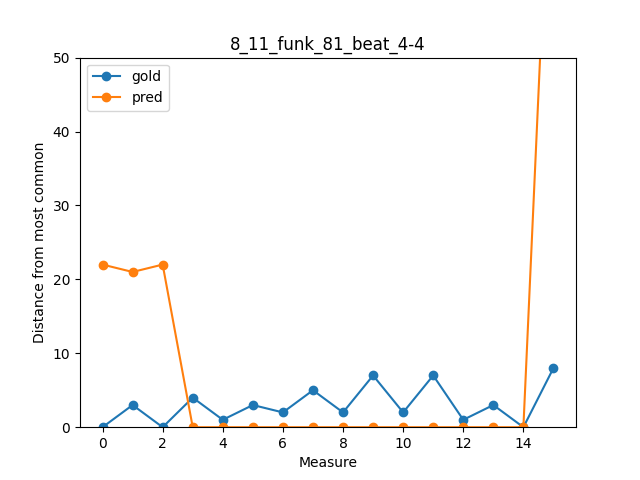 8_11_funk_81_beat_4-4
gold
pred
Distance from most common
50
40
30
20
10
0
0 2 4 6 8 10 12 14
Measure